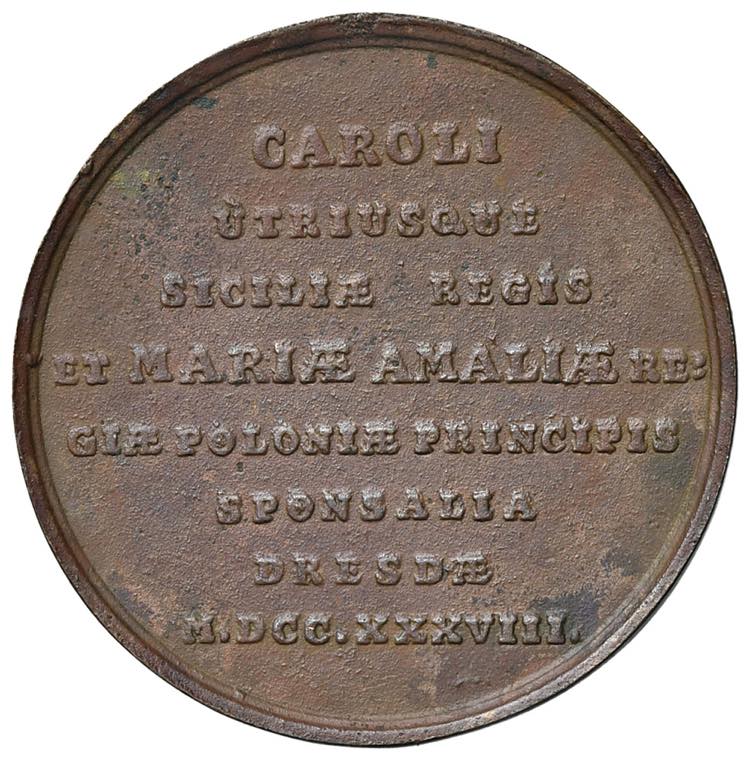 CAROLI
UTRIUSQUE
SICILIÆ REGIS
ET MARIÆ AMALIÆ RE:
GIÆ POLONIÆ PRINCIPIS
SPONSALIA
DRESDÆ
M.DCC.XXXVIII.